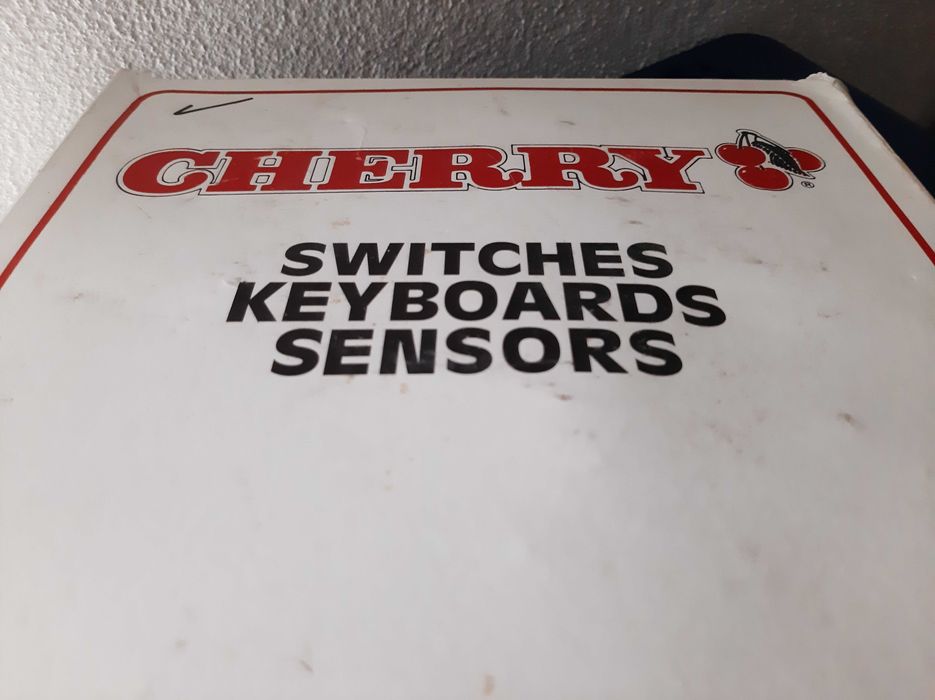 CHERRY ®
SWITCHES
KEYBOARDS
SENSORS